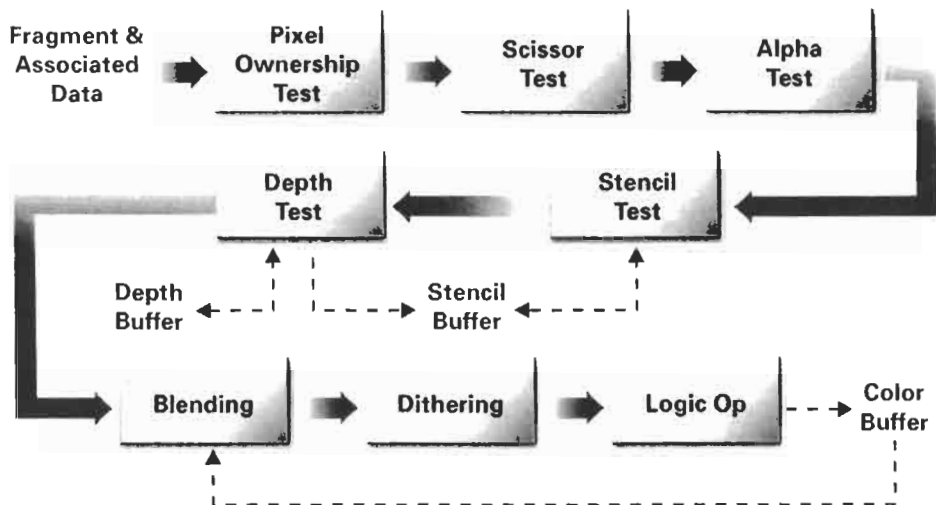 Fragment &
Associated
Data
Pixel
Ownership
Test
Scissor
Test
Alpha
Test
Depth
Test
Stencil
Test
Depth
Buffer
Stencil
Buffer
Blending
Dithering
Logic Op
Color
Buffer